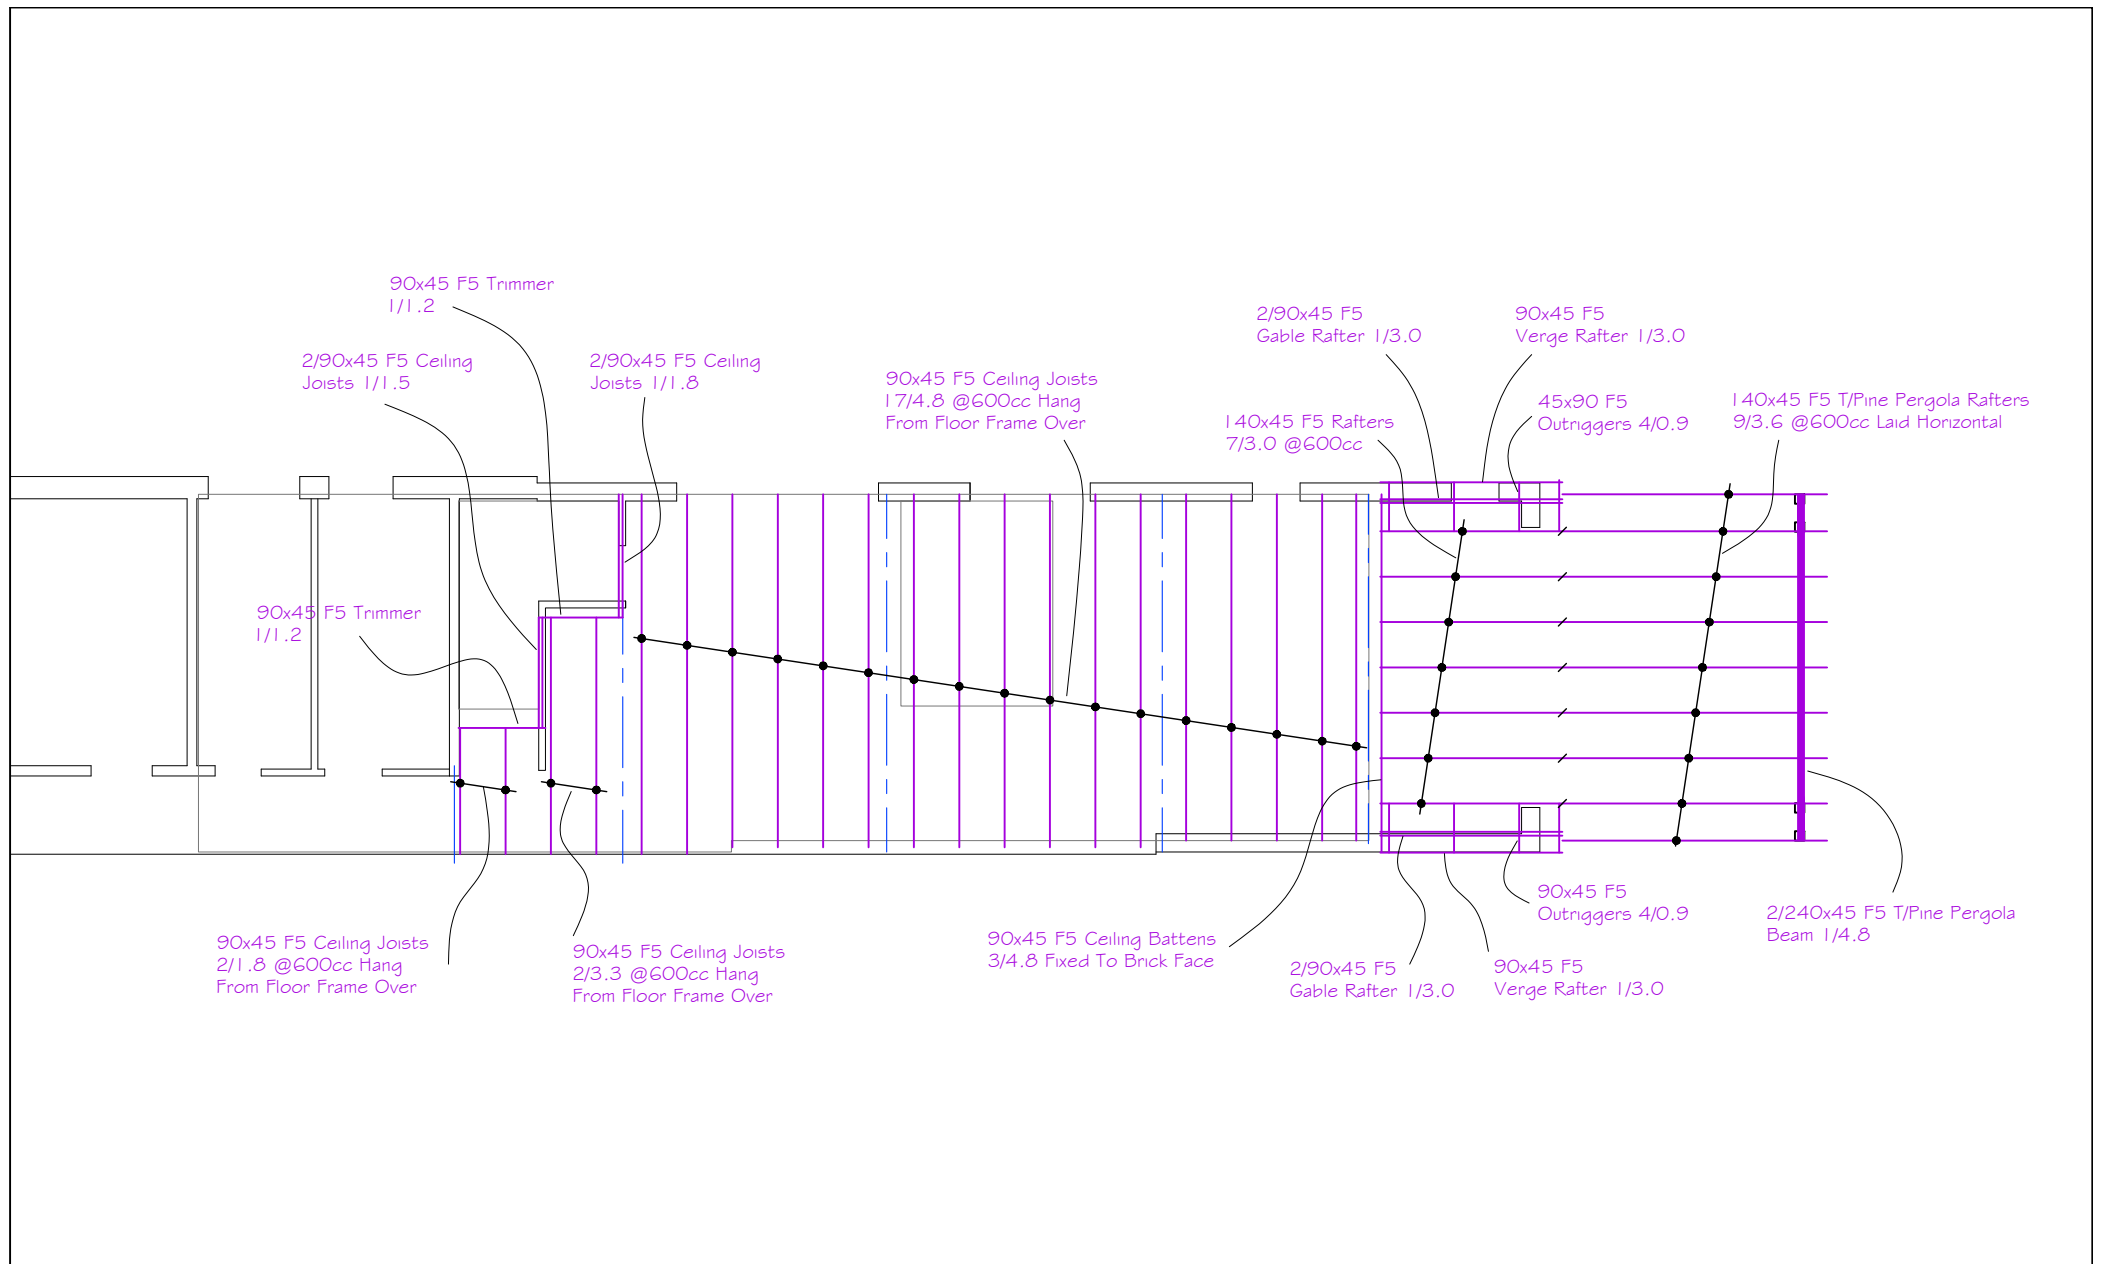 90x45 F5 Trimmer
1/1.2
2/90x45 F5 Ceiling
Joists 1/1.5
2/90x45 F5 Ceiling
Joists 1/1.8
90x45 F5 Ceiling Joists
17/4.8 @600cc Hang
From Floor Frame Over
2/90x45 F5
Gable Rafter 1/3.0
90x45 F5
Verge Rafter 1/3.0
140x45 F5 Rafters
7/3.0 @600cc
45x90 F5
Outriggers 4/0.9
140x45 F5 T/Pine Pergola Rafters
9/3.6 @600cc Laid Horizontal
90x45 F5 Trimmer
1/1.2
90x45 F5 Ceiling Joists
2/1.8 @600cc Hang
From Floor Frame Over
90x45 F5 Ceiling Joists
2/3.3 @600cc Hang
From Floor Frame Over
90x45 F5 Ceiling Battens
3/4.8 Fixed To Brick Face
2/90x45 F5
Gable Rafter 1/3.0
90x45 F5
Verge Rafter 1/3.0
90x45 F5
Outriggers 4/0.9
2/240x45 F5 T/Pine Pergola
Beam 1/4.8